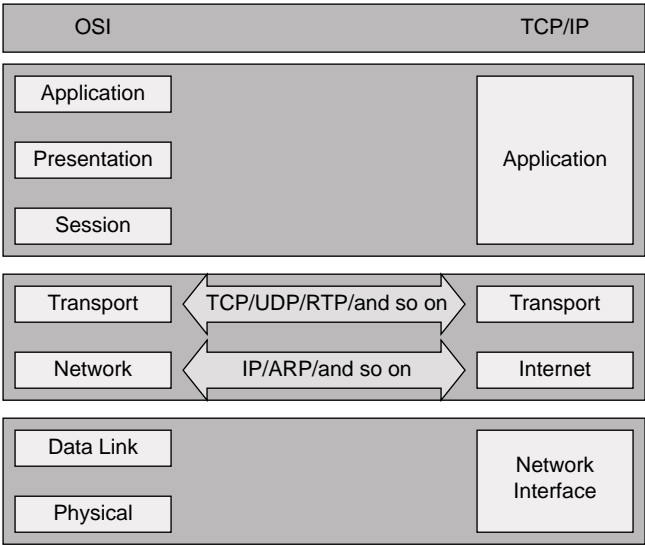 OSI TCP/IP
Application
Presentation
Application
Session
Transport
TCP/UDP/RTP/and so on
Transport
Network
IP/ARP/and so on
Internet
Data Link
Network
Interface
Physical